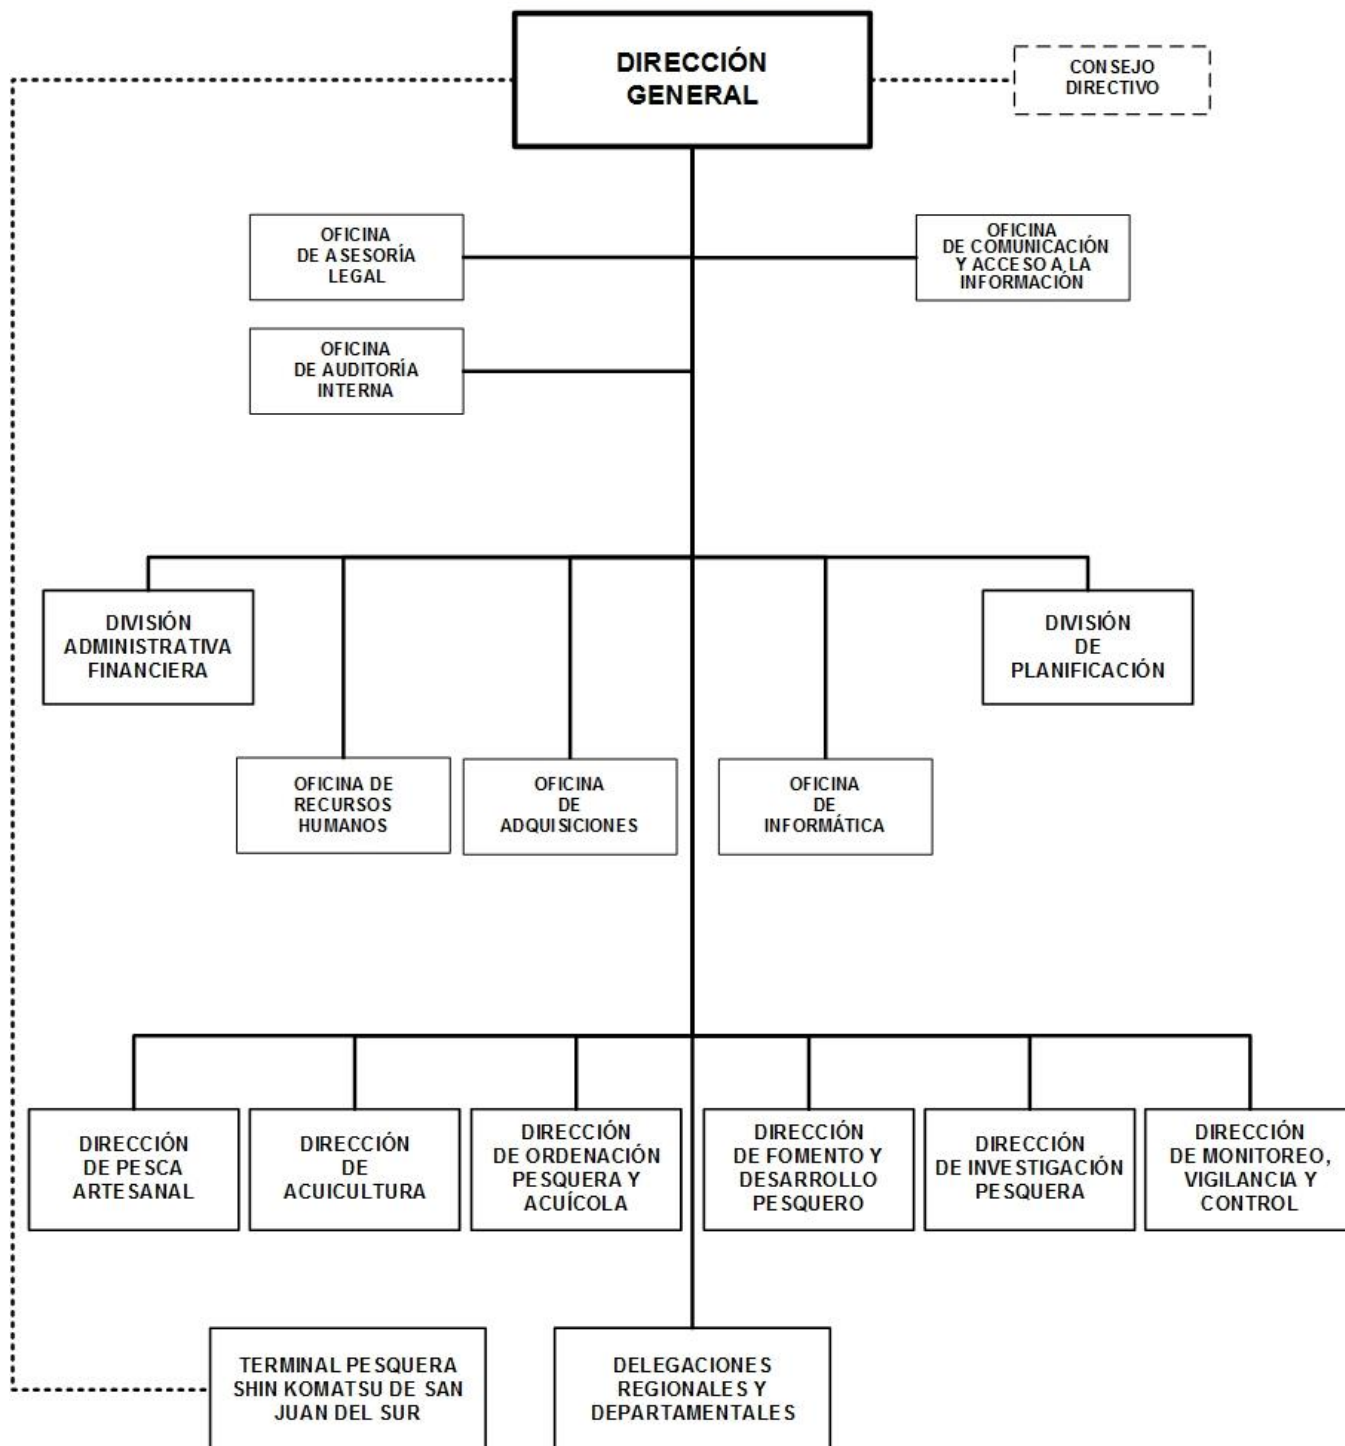 DIRECCIÓN
GENERAL
CONSEJO
DIRECTIVO
OFICINA
DE ASESORÍA
LEGAL
OFICINA
DE COMUNICACIÓN
Y ACCESO A LA
INFORMACIÓN
OFICINA
DE AUDITORÍA
INTERNA
DIVISIÓN
ADMINISTRATIVA
FINANCIERA
DIVISIÓN
DE
PLANIFICACIÓN
OFICINA DE
RECURSOS
HUMANOS
OFICINA
DE
ADQUISICIONES
OFICINA
DE
INFORMÁTICA
DIRECCIÓN
DE PESCA
ARTESANAL
DIRECCIÓN
DE
ACUICULTURA
DIRECCIÓN
DE ORDENACIÓN
PESQUERA Y
ACUÍCOLA
DIRECCIÓN
DE FOMENTO Y
DESARROLLO
PESQUERO
DIRECCIÓN
DE INVESTIGACIÓN
PESQUERA
DIRECCIÓN
DE MONITOREO,
VIGILANCIA Y
CONTROL
TERMINAL PESQUERA
SHIN KOMATSU DE SAN
JUAN DEL SUR
DELEGACIONES
REGIONALES Y
DEPARTAMENTALES